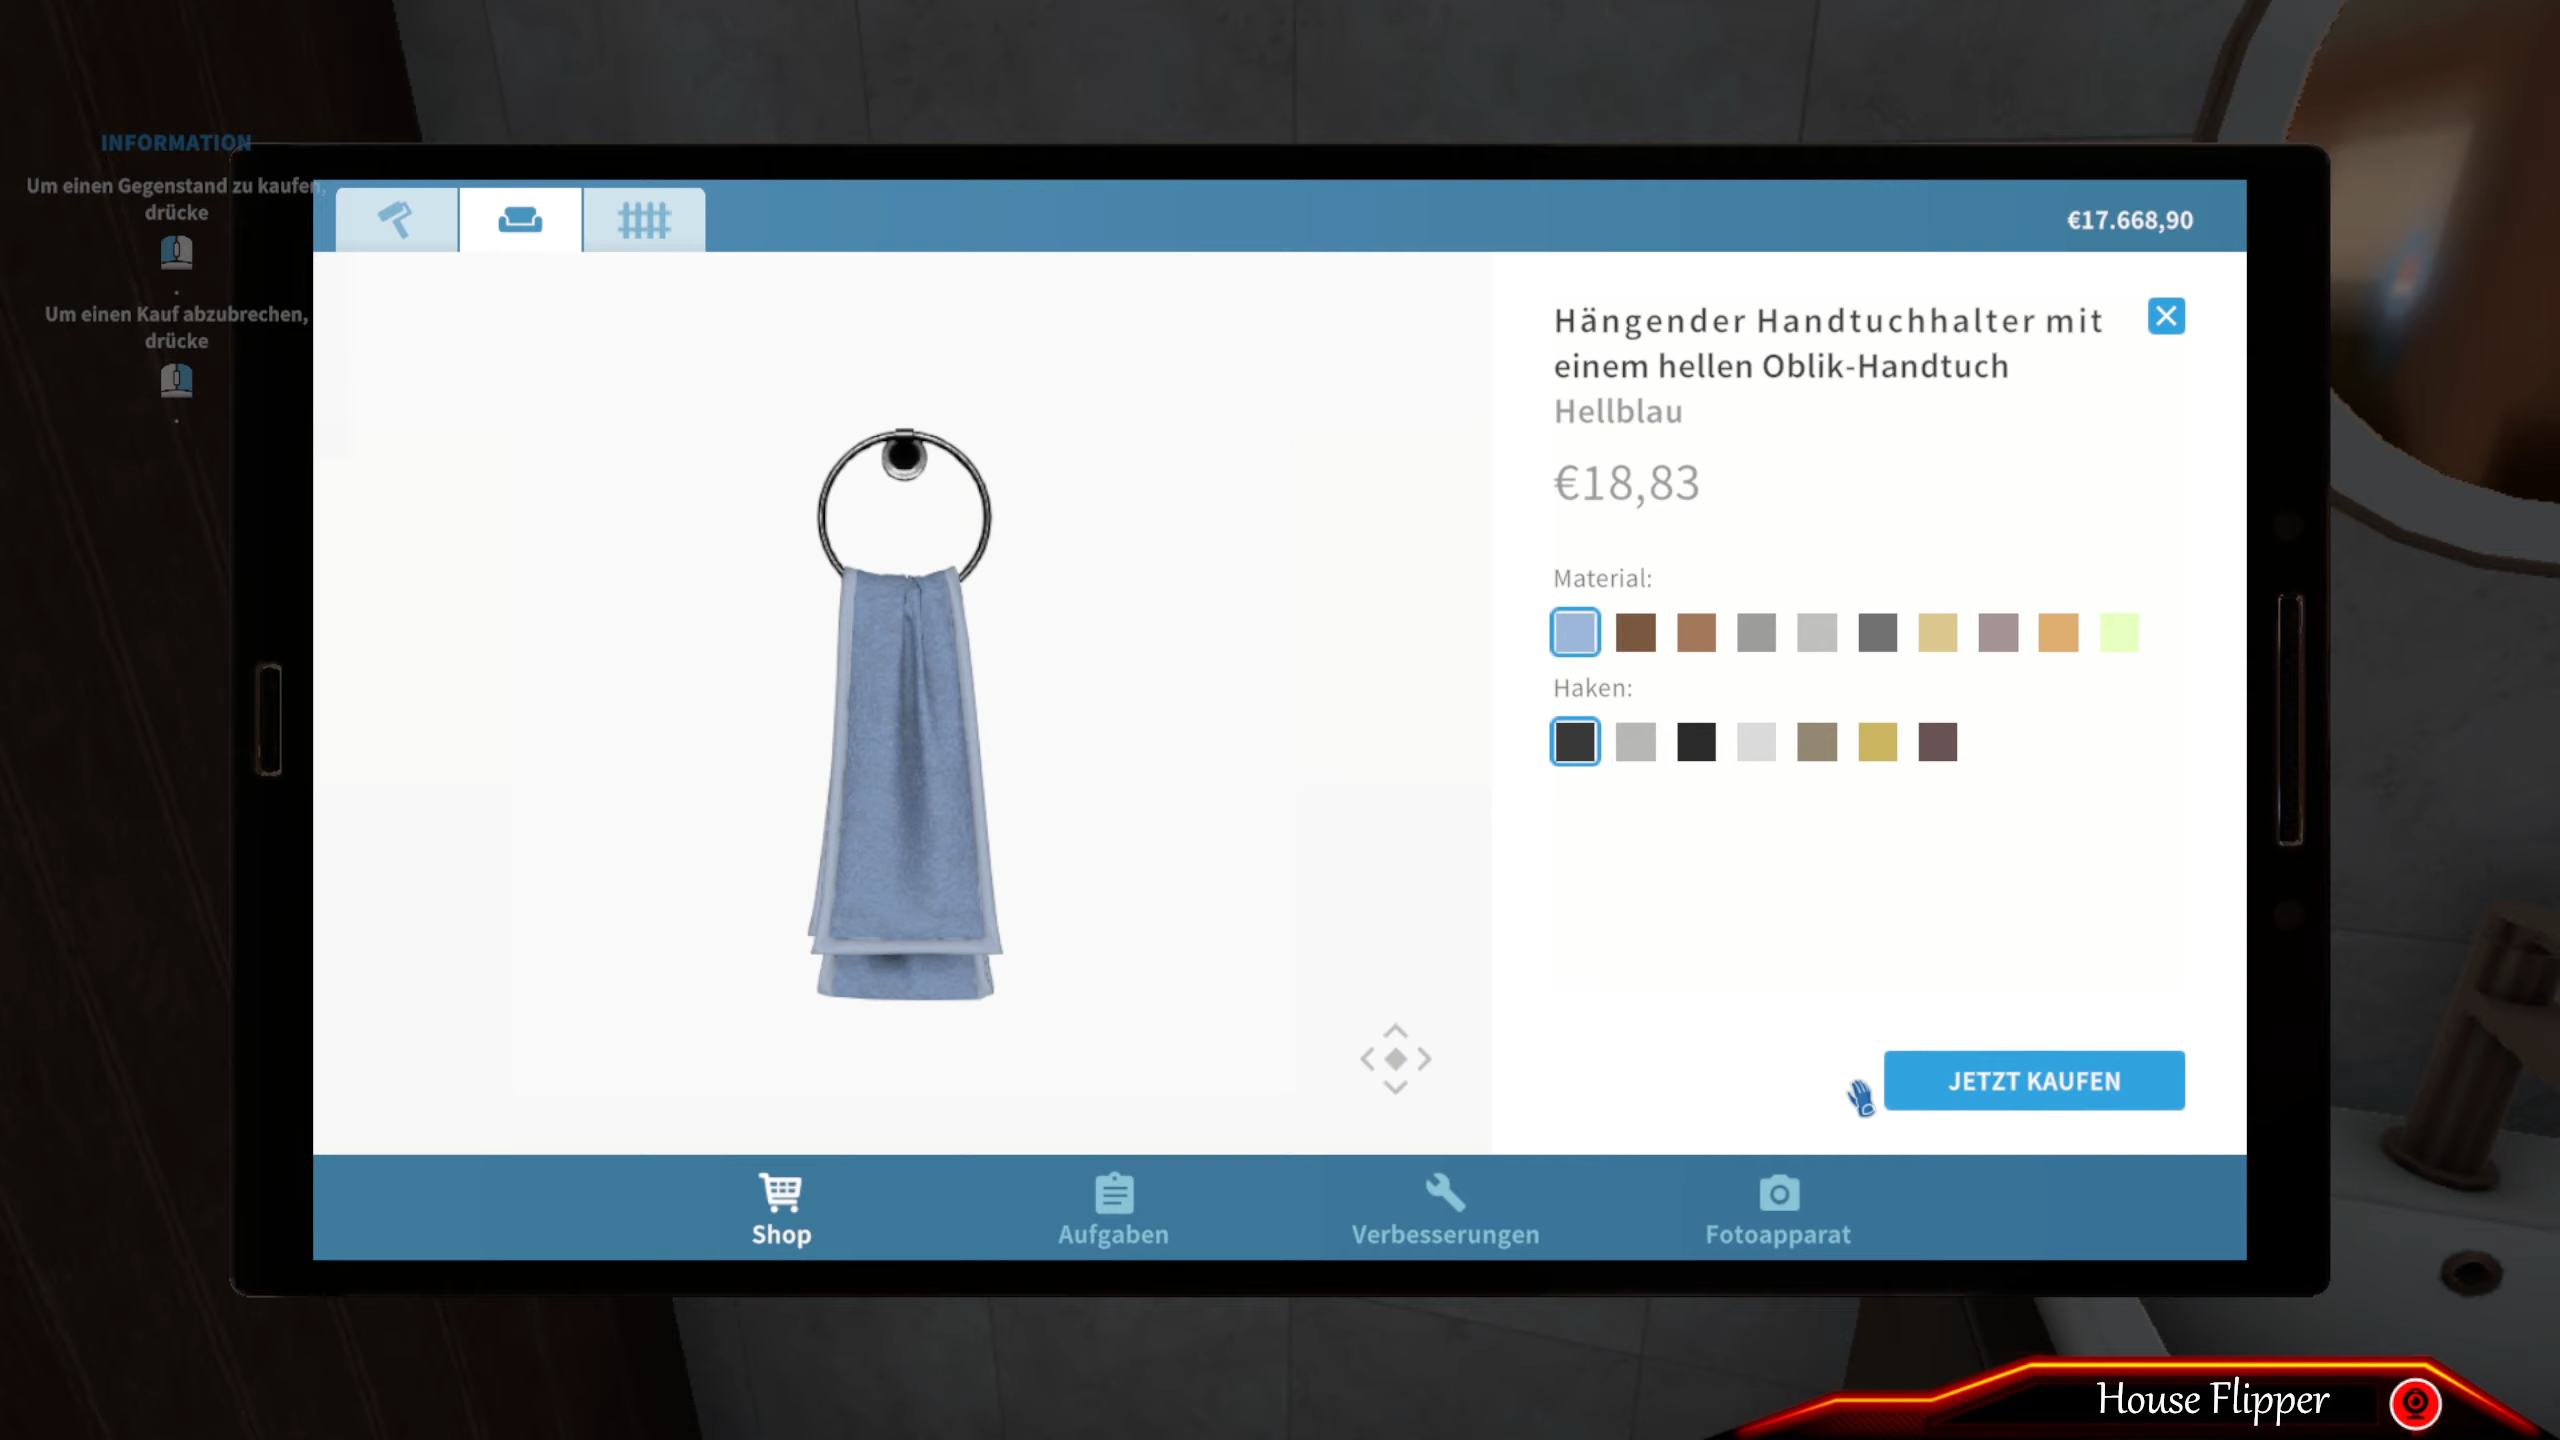 INFORMATION
Um einen Gegenstand zu kaufen,
drücke
.
Um einen Kauf abzubrechen,
drücke
.
€17.668,90
Hängender Handtuchhalter mit
einem hellen Oblik-Handtuch
Hellblau
€18,83
Material:
Haken:
JETZT KAUFEN
Shop
Aufgaben
Verbesserungen
Fotoapparat
House Flipper